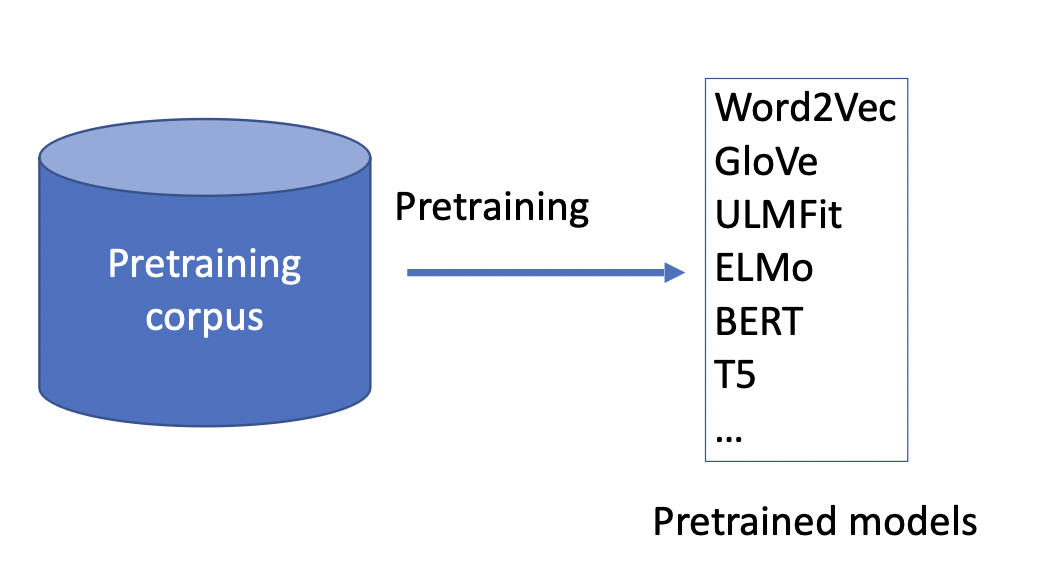 Pretraining
corpus
Pretraining
Word2Vec
GloVe
ULMFit
ELMo
BERT
T5
...
Pretrained models